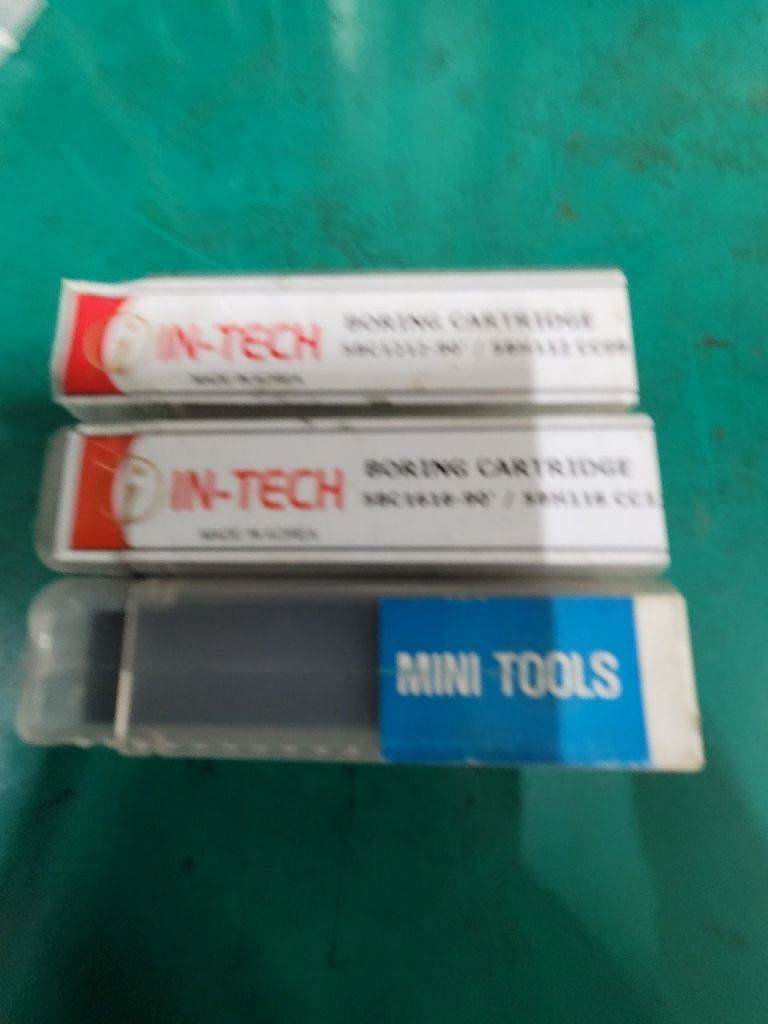 IN-TECH
BORING CARTRIDGE
MADE IN KOREA
IN-TECH
BORING CARTRIDGE
MADE IN KOREA
MINI TOOLS